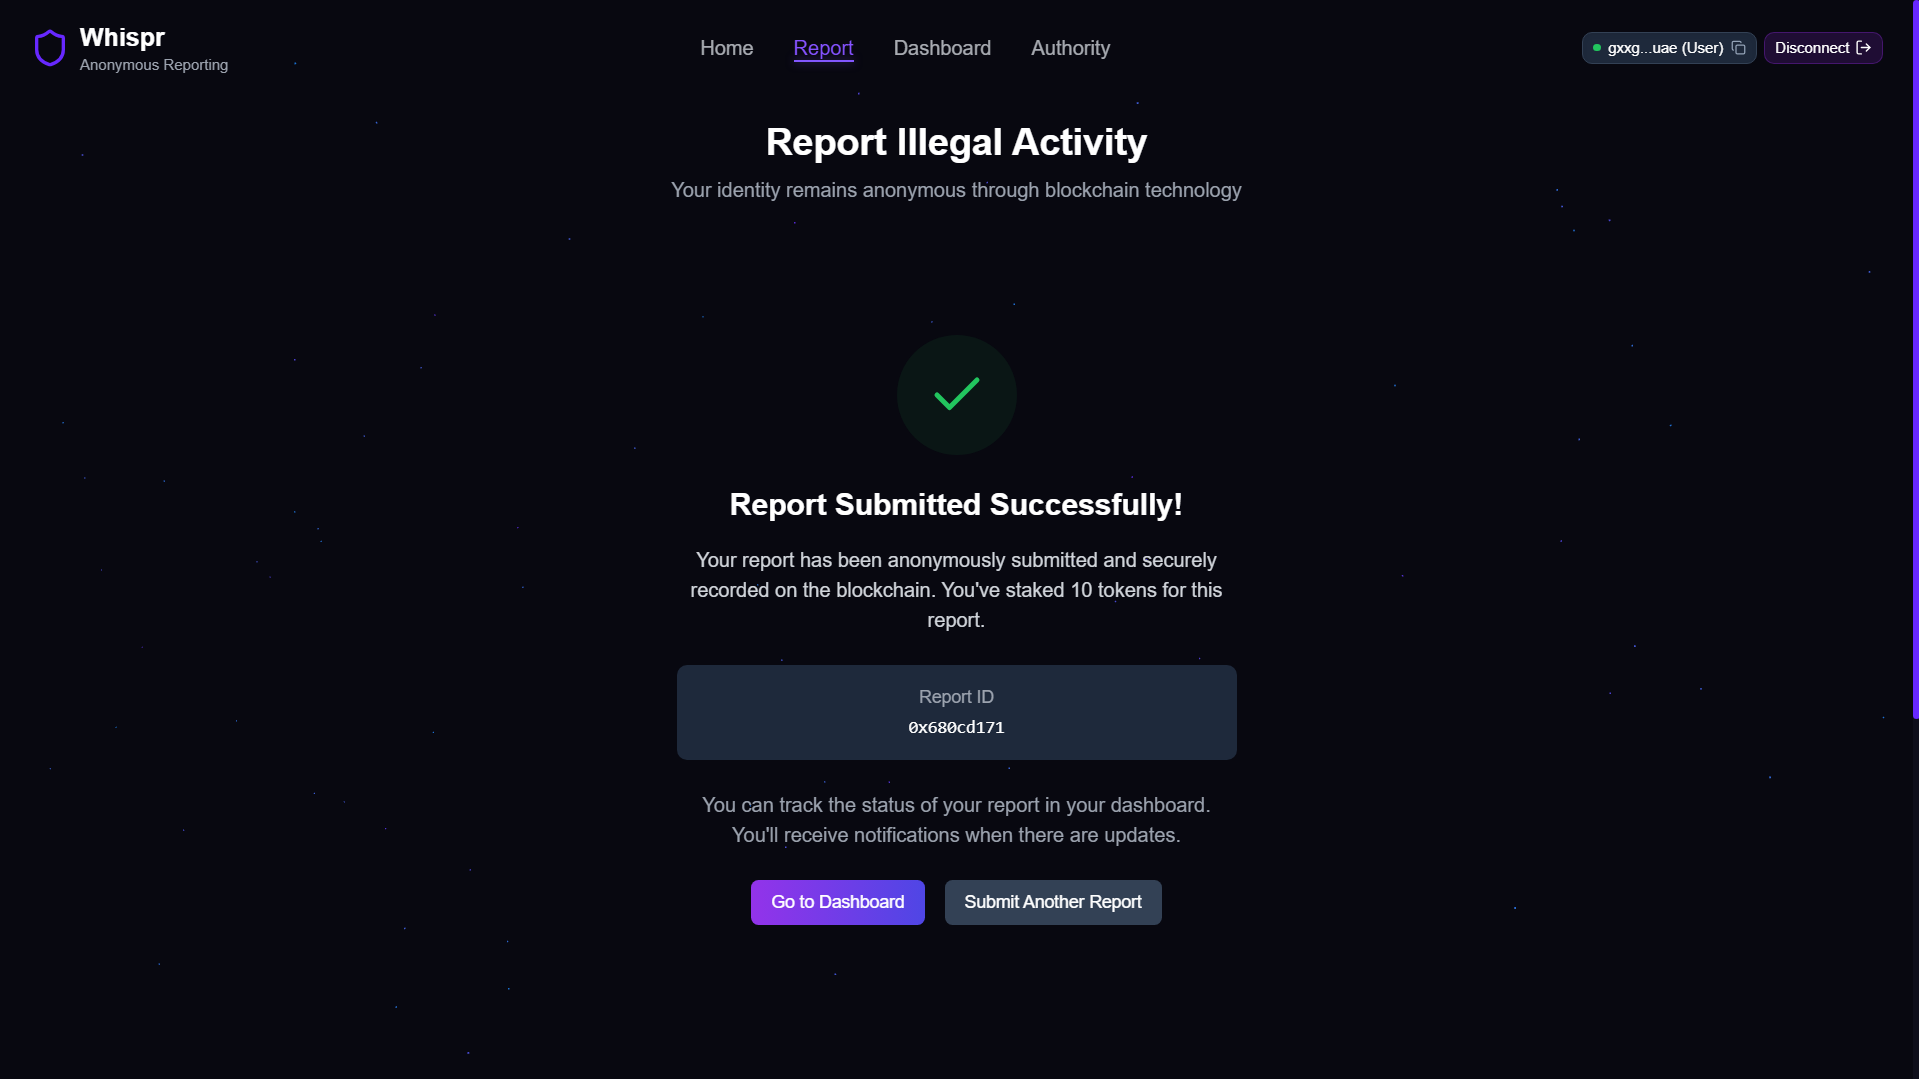 Whispr
Anonymous Reporting
Home
Report
Dashboard
Authority
gxxg...uae (User)
Disconnect
Report Illegal Activity
Your identity remains anonymous through blockchain technology
Report Submitted Successfully!
Your report has been anonymously submitted and securely
recorded on the blockchain. You've staked 10 tokens for this
report.
Report ID
0x680cd171
You can track the status of your report in your dashboard.
You'll receive notifications when there are updates.
Go to Dashboard
Submit Another Report